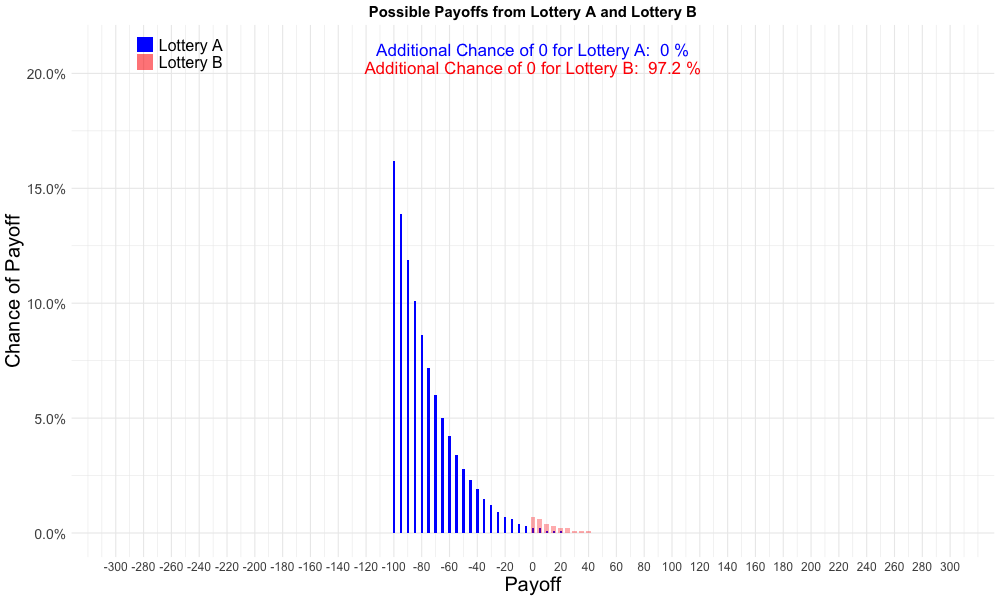 Possible Payoffs from Lottery A and Lottery B
Lottery A
Lottery B
Additional Chance of 0 for Lottery A:  0 %
Additional Chance of 0 for Lottery B:  97.2 %
Chance of Payoff
20.0%
15.0%
10.0%
5.0%
0.0%
-300 -280 -260 -240 -220 -200 -180 -160 -140 -120 -100 -80 -60 -40 -20 0 20 40 60 80 100 120 140 160 180 200 220 240 260 280 300
Payoff